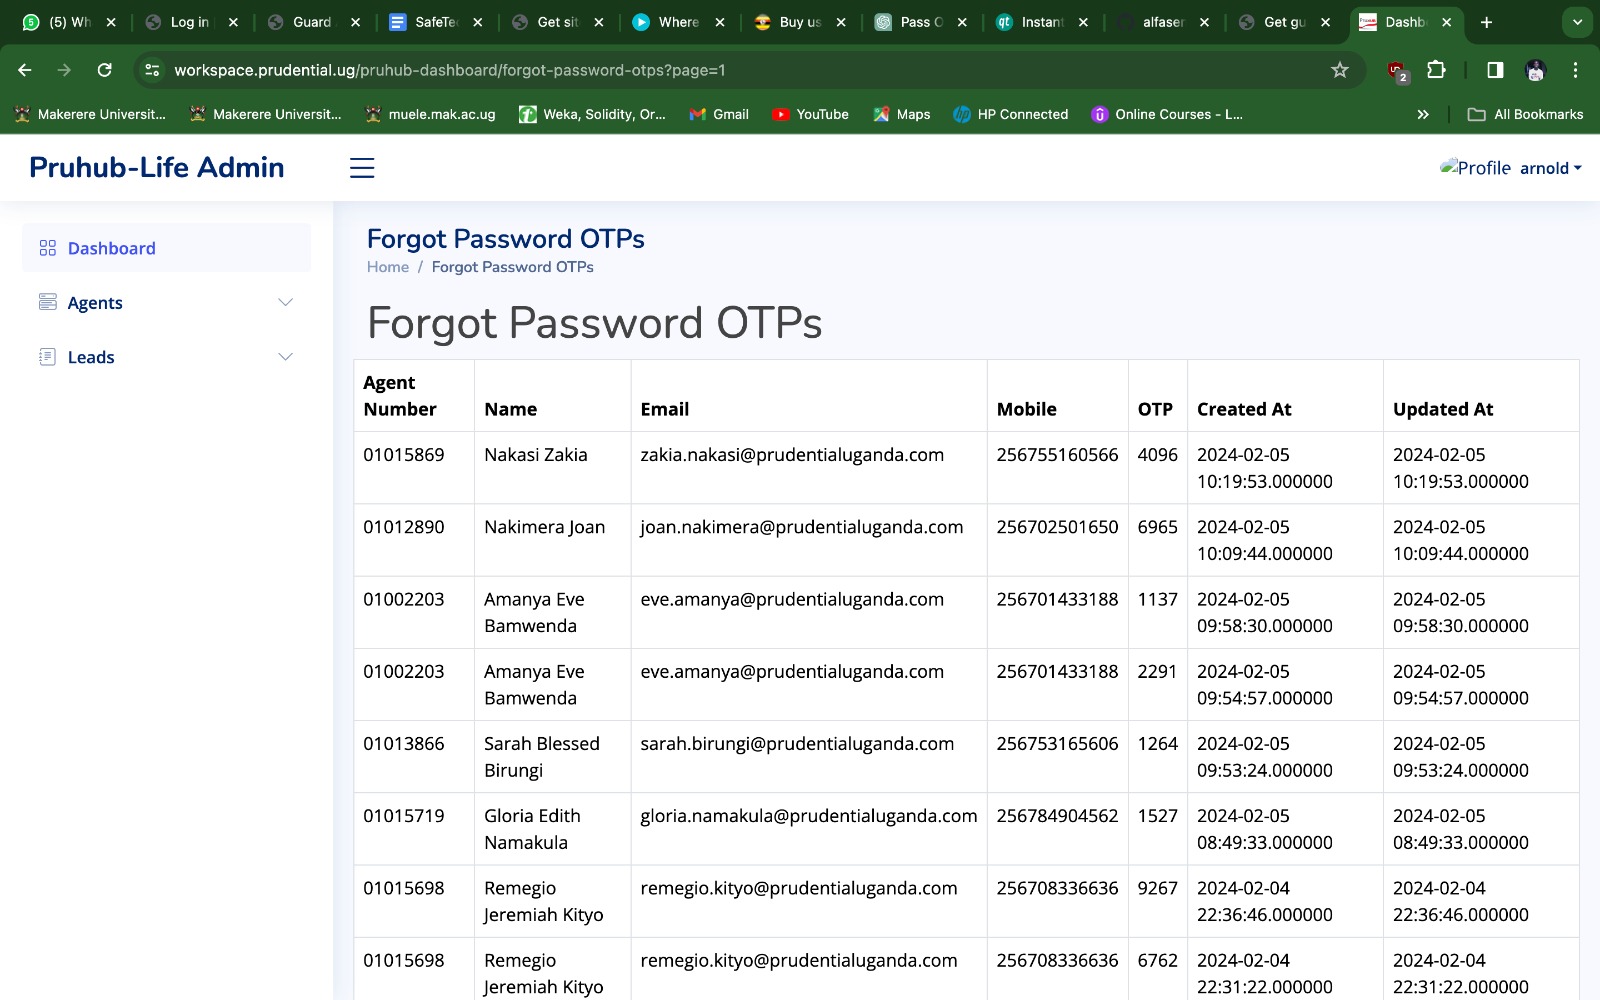 (5) Wh
Log in
Guard
SafeTe
Get sit
Where
Buy us
Pass O
Instant
alfaser
Get gu
Dashb
workspace.prudential.ug/pruhub-dashboard/forgot-password-otps?page=1
2
Makerere Universit...
Makerere Universit...
muele.mak.ac.ug
Weka, Solidity, Or...
Gmail
YouTube
Maps
HP Connected
Online Courses - L...
All Bookmarks
Pruhub-Life Admin
Profile
arnold
Dashboard
Agents
Leads
Forgot Password OTPs
Home / Forgot Password OTPs
Forgot Password OTPs
Agent Number Name Email Mobile OTP Created At Updated At
01015869 Nakasi Zakia zakia.nakasi@prudentialuganda.com 256755160566 4096 2024-02-05 10:19:53.000000 2024-02-05 10:19:53.000000
01012890 Nakimera Joan joan.nakimera@prudentialuganda.com 256702501650 6965 2024-02-05 10:09:44.000000 2024-02-05 10:09:44.000000
01002203 Amanya Eve Bamwenda eve.amanya@prudentialuganda.com 256701433188 1137 2024-02-05 09:58:30.000000 2024-02-05 09:58:30.000000
01002203 Amanya Eve Bamwenda eve.amanya@prudentialuganda.com 256701433188 2291 2024-02-05 09:54:57.000000 2024-02-05 09:54:57.000000
01013866 Sarah Blessed Birungi sarah.birungi@prudentialuganda.com 256753165606 1264 2024-02-05 09:53:24.000000 2024-02-05 09:53:24.000000
01015719 Gloria Edith Namakula gloria.namakula@prudentialuganda.com 256784904562 1527 2024-02-05 08:49:33.000000 2024-02-05 08:49:33.000000
01015698 Remegio Jeremiah Kityo remegio.kityo@prudentialuganda.com 256708336636 9267 2024-02-04 22:36:46.000000 2024-02-04 22:36:46.000000
01015698 Remegio Jeremiah Kityo remegio.kityo@prudentialuganda.com 256708336636 6762 2024-02-04 22:31:22.000000 2024-02-04 22:31:22.000000